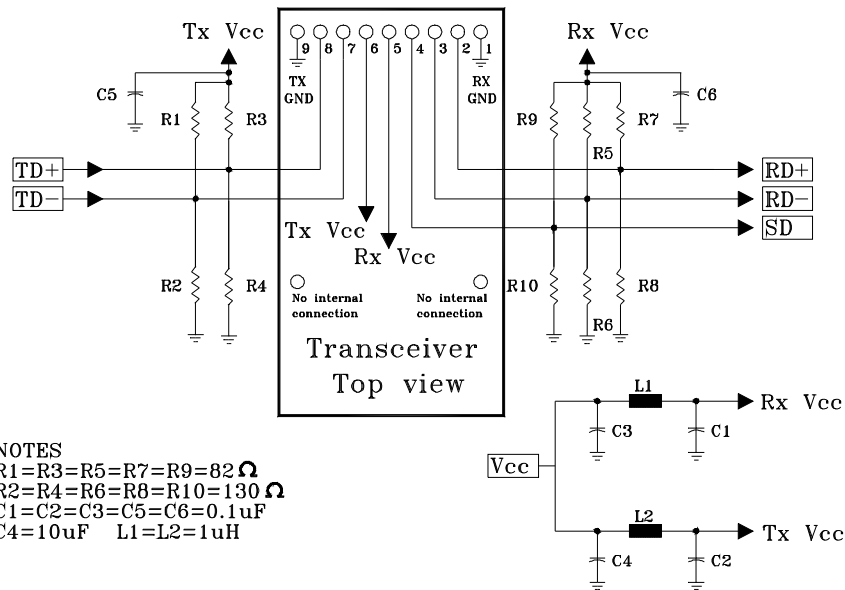 Tx Vcc
Rx Vcc
9 8 7 6 5 4 3 2 1
TX
GND
RX
GND
C5
C6
R1
R3
R9
R7
R5
TD+
RD+
TD-
RD-
Tx Vcc
SD
Rx Vcc
R2
R4
R10
R8
No internal
connection
No internal
connection
R6
Transceiver
Top view
L1
Rx Vcc
C3
C1
Vcc
L2
Tx Vcc
C4
C2
NOTES
R1=R3=R5=R7=R9=82Ω
R2=R4=R6=R8=R10=130Ω
C1=C2=C3=C5=C6=0.1uF
C4=10uF L1=L2=1uH